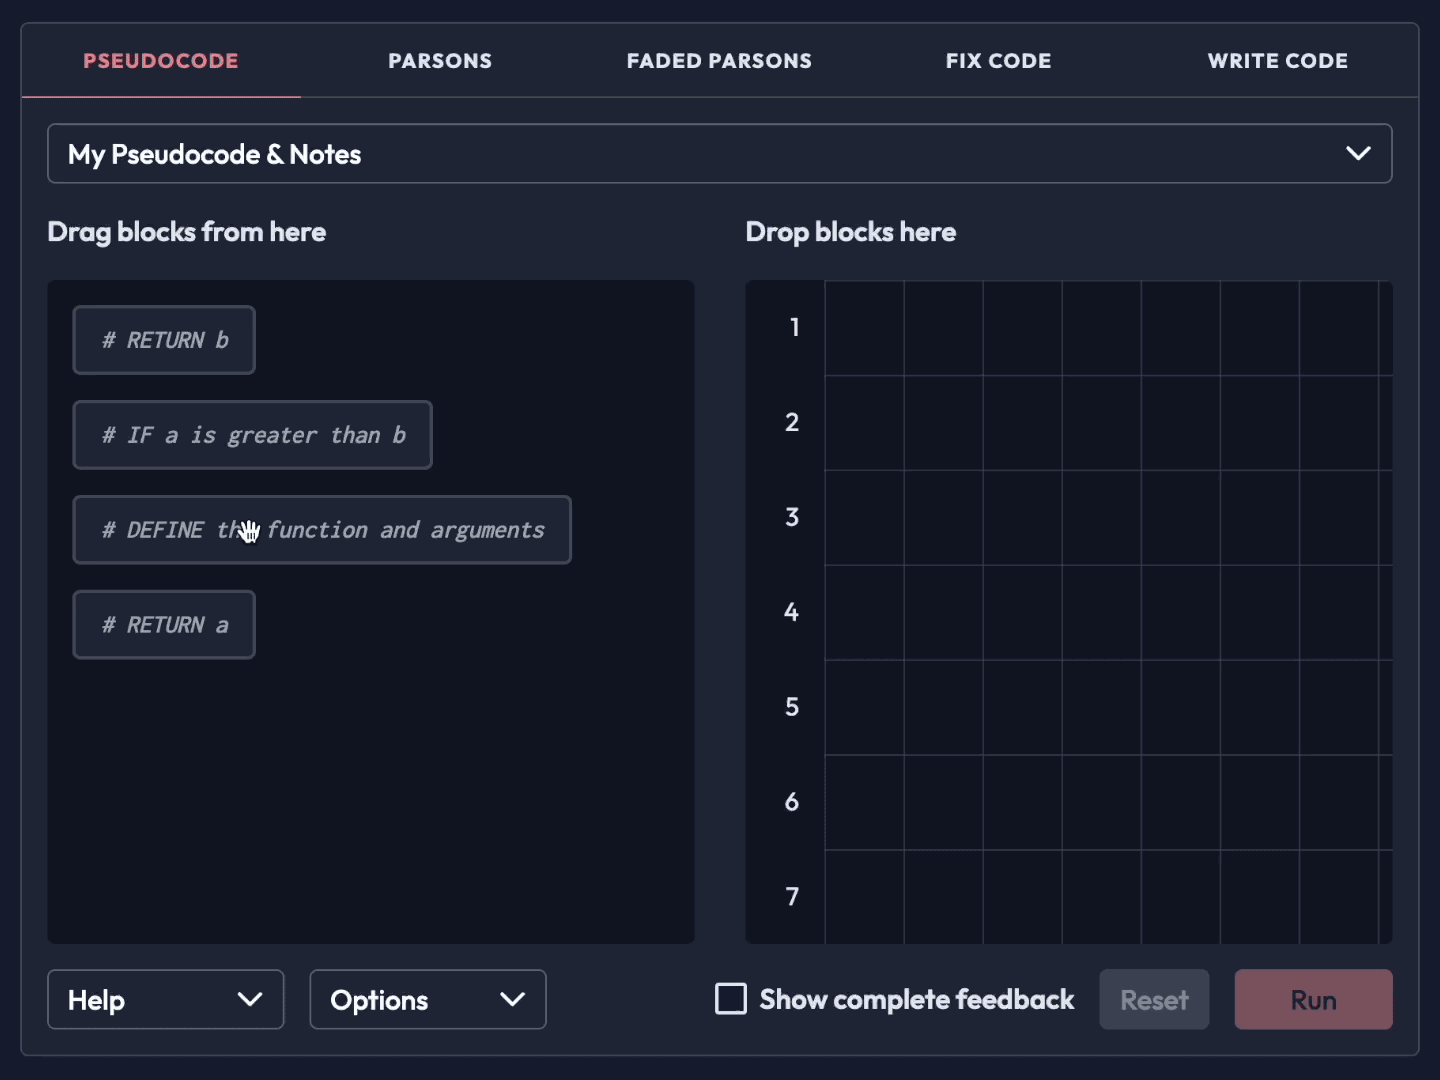 PSEUDOCODE PARSONS FADED PARSONS FIX CODE WRITE CODE
My Pseudocode & Notes
Drag blocks from here
# RETURN b
# IF a is greater than b
# DEFINE the function and arguments
# RETURN a
Drop blocks here
1
2
3
4
5
6
7
Help Options Show complete feedback Reset Run